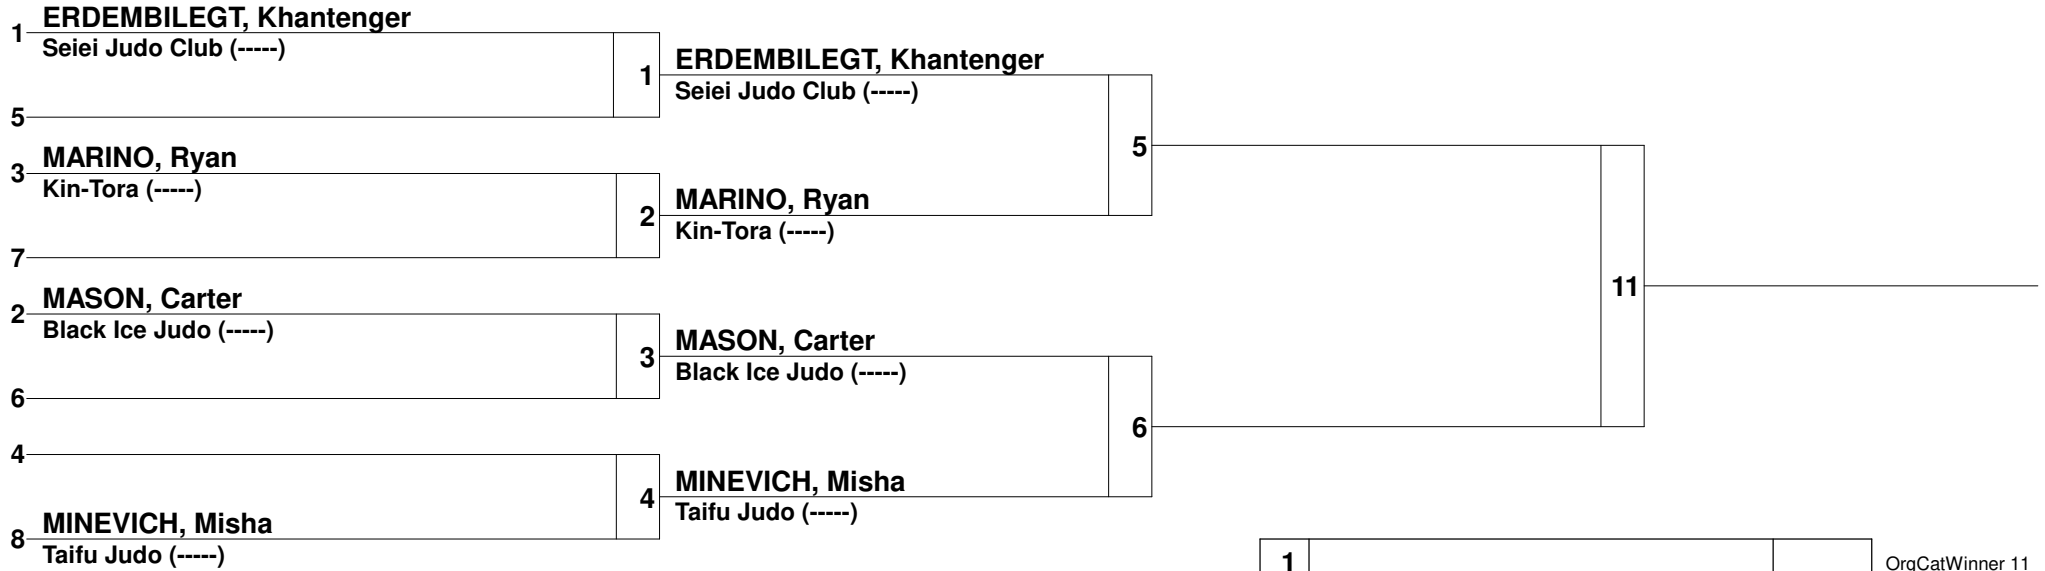 ERDEMBILEGT, Khantenger
1
Seiei Judo Club (-----)
1
ERDEMBILEGT, Khantenger
Seiei Judo Club (-----)
5
5
MARINO, Ryan
3
Kin-Tora (-----)
2
MARINO, Ryan
Kin-Tora (-----)
7
11
MASON, Carter
2
Black Ice Judo (-----)
3
MASON, Carter
Black Ice Judo (-----)
6
6
4
4
MINEVICH, Misha
Taifu Judo (-----)
MINEVICH, Misha
8
Taifu Judo (-----)
1
OrgCatWinner 11